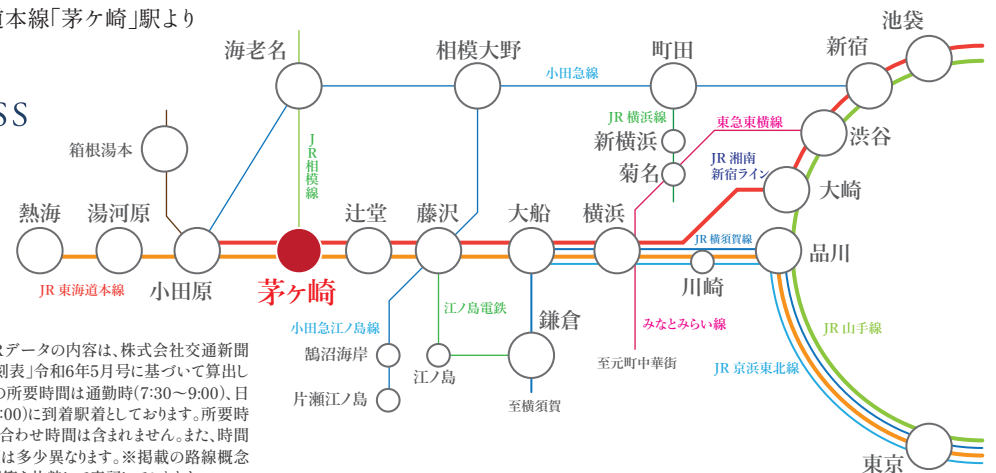 道本線「茅ケ崎」駅より
池袋
海老名
相模大野
町田
新宿
小田急線
SS
JR 横浜線
東急東横線
渋谷
箱根湯本
JR相模線
新横浜
菊名
JR 湘南
新宿ライン
大崎
熱海
湯河原
辻堂
藤沢
大船
横浜
JR 横須賀線
品川
JR 東海道本線
小田原
茅ヶ崎
川崎
江ノ島電鉄
鎌倉
小田急江ノ島線
みなとみらい線
JR 山手線
鵠沼海岸
江ノ島
至元町中華街
JR 京浜東北線
片瀬江ノ島
至横須賀
東京
Rデータの内容は、株式会社交通新聞
刻表」令和6年5月号に基づいて算出し
の所要時間は通勤時(7:30〜9:00)、日
:00)に到着駅着としております。所要時
合わせ時間は含まれません。また、時間
は多少異なります。※掲載の路線概念